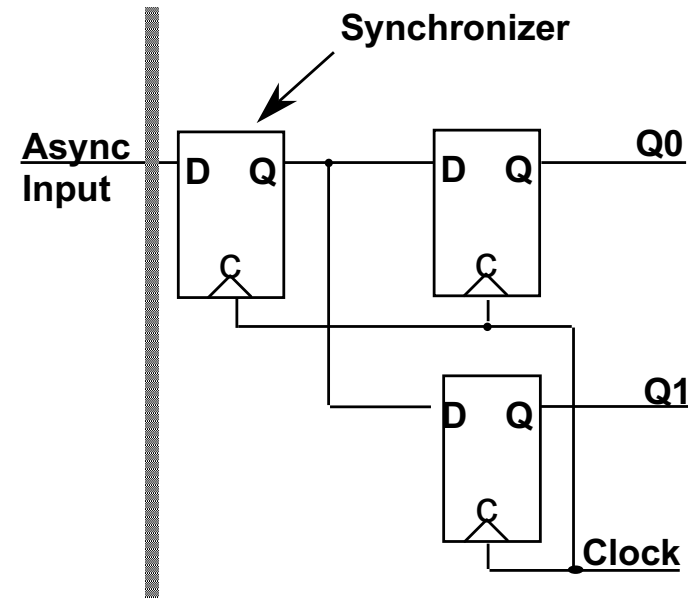 Synchronizer
Async
Input
D Q
C
D Q
C
Q0
D Q
C
Q1
Clock